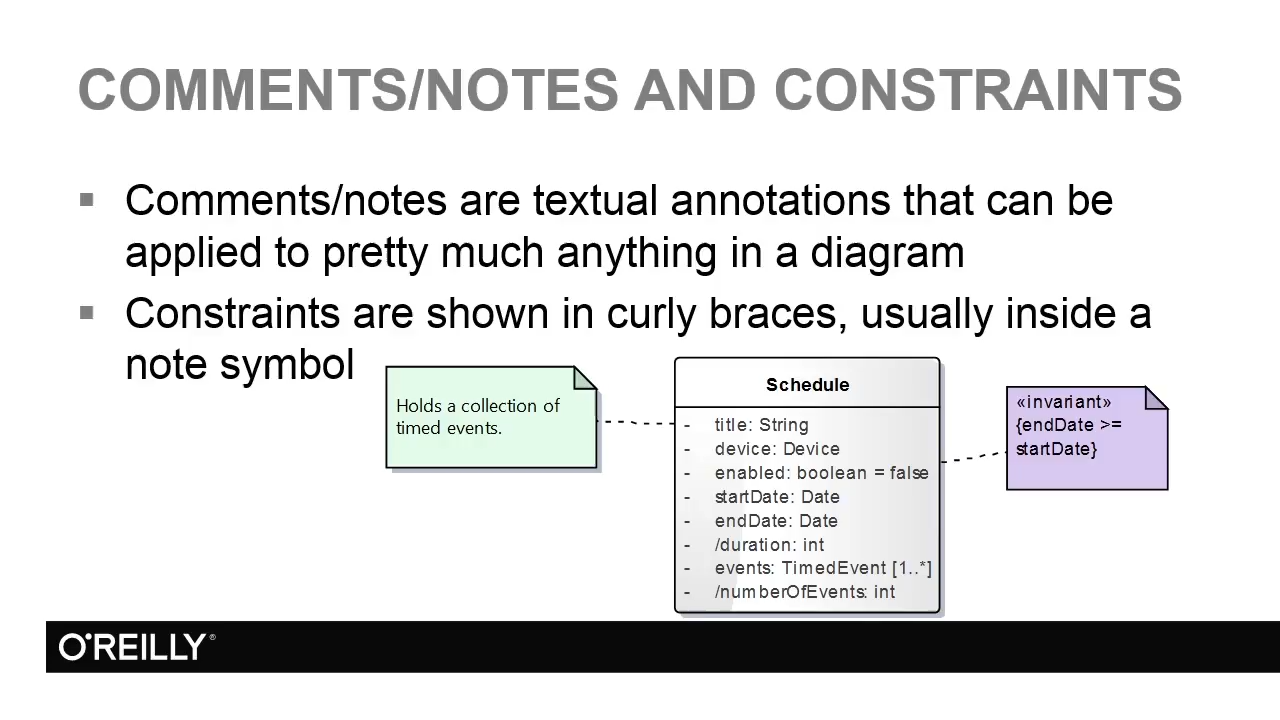 COMMENTS/NOTES AND CONSTRAINTS
▪ Comments/notes are textual annotations that can be
applied to pretty much anything in a diagram
▪ Constraints are shown in curly braces, usually inside a
note symbol
Holds a collection of
timed events.
Schedule
- title: String
- device: Device
- enabled: boolean = false
- startDate: Date
- endDate: Date
- /duration: int
- events: TimedEvent [1..*]
- /numberOfEvents: int
«invariant»
{endDate >=
startDate}
O'REILLY®